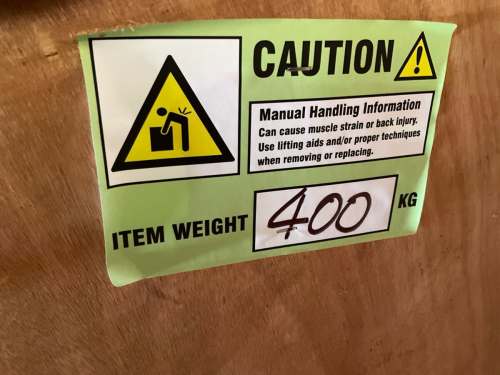 CAUTION
Manual Handling Information
Can cause muscle strain or back injury.
Use lifting aids and/or proper techniques
when removing or replacing.
ITEM WEIGHT 400 KG